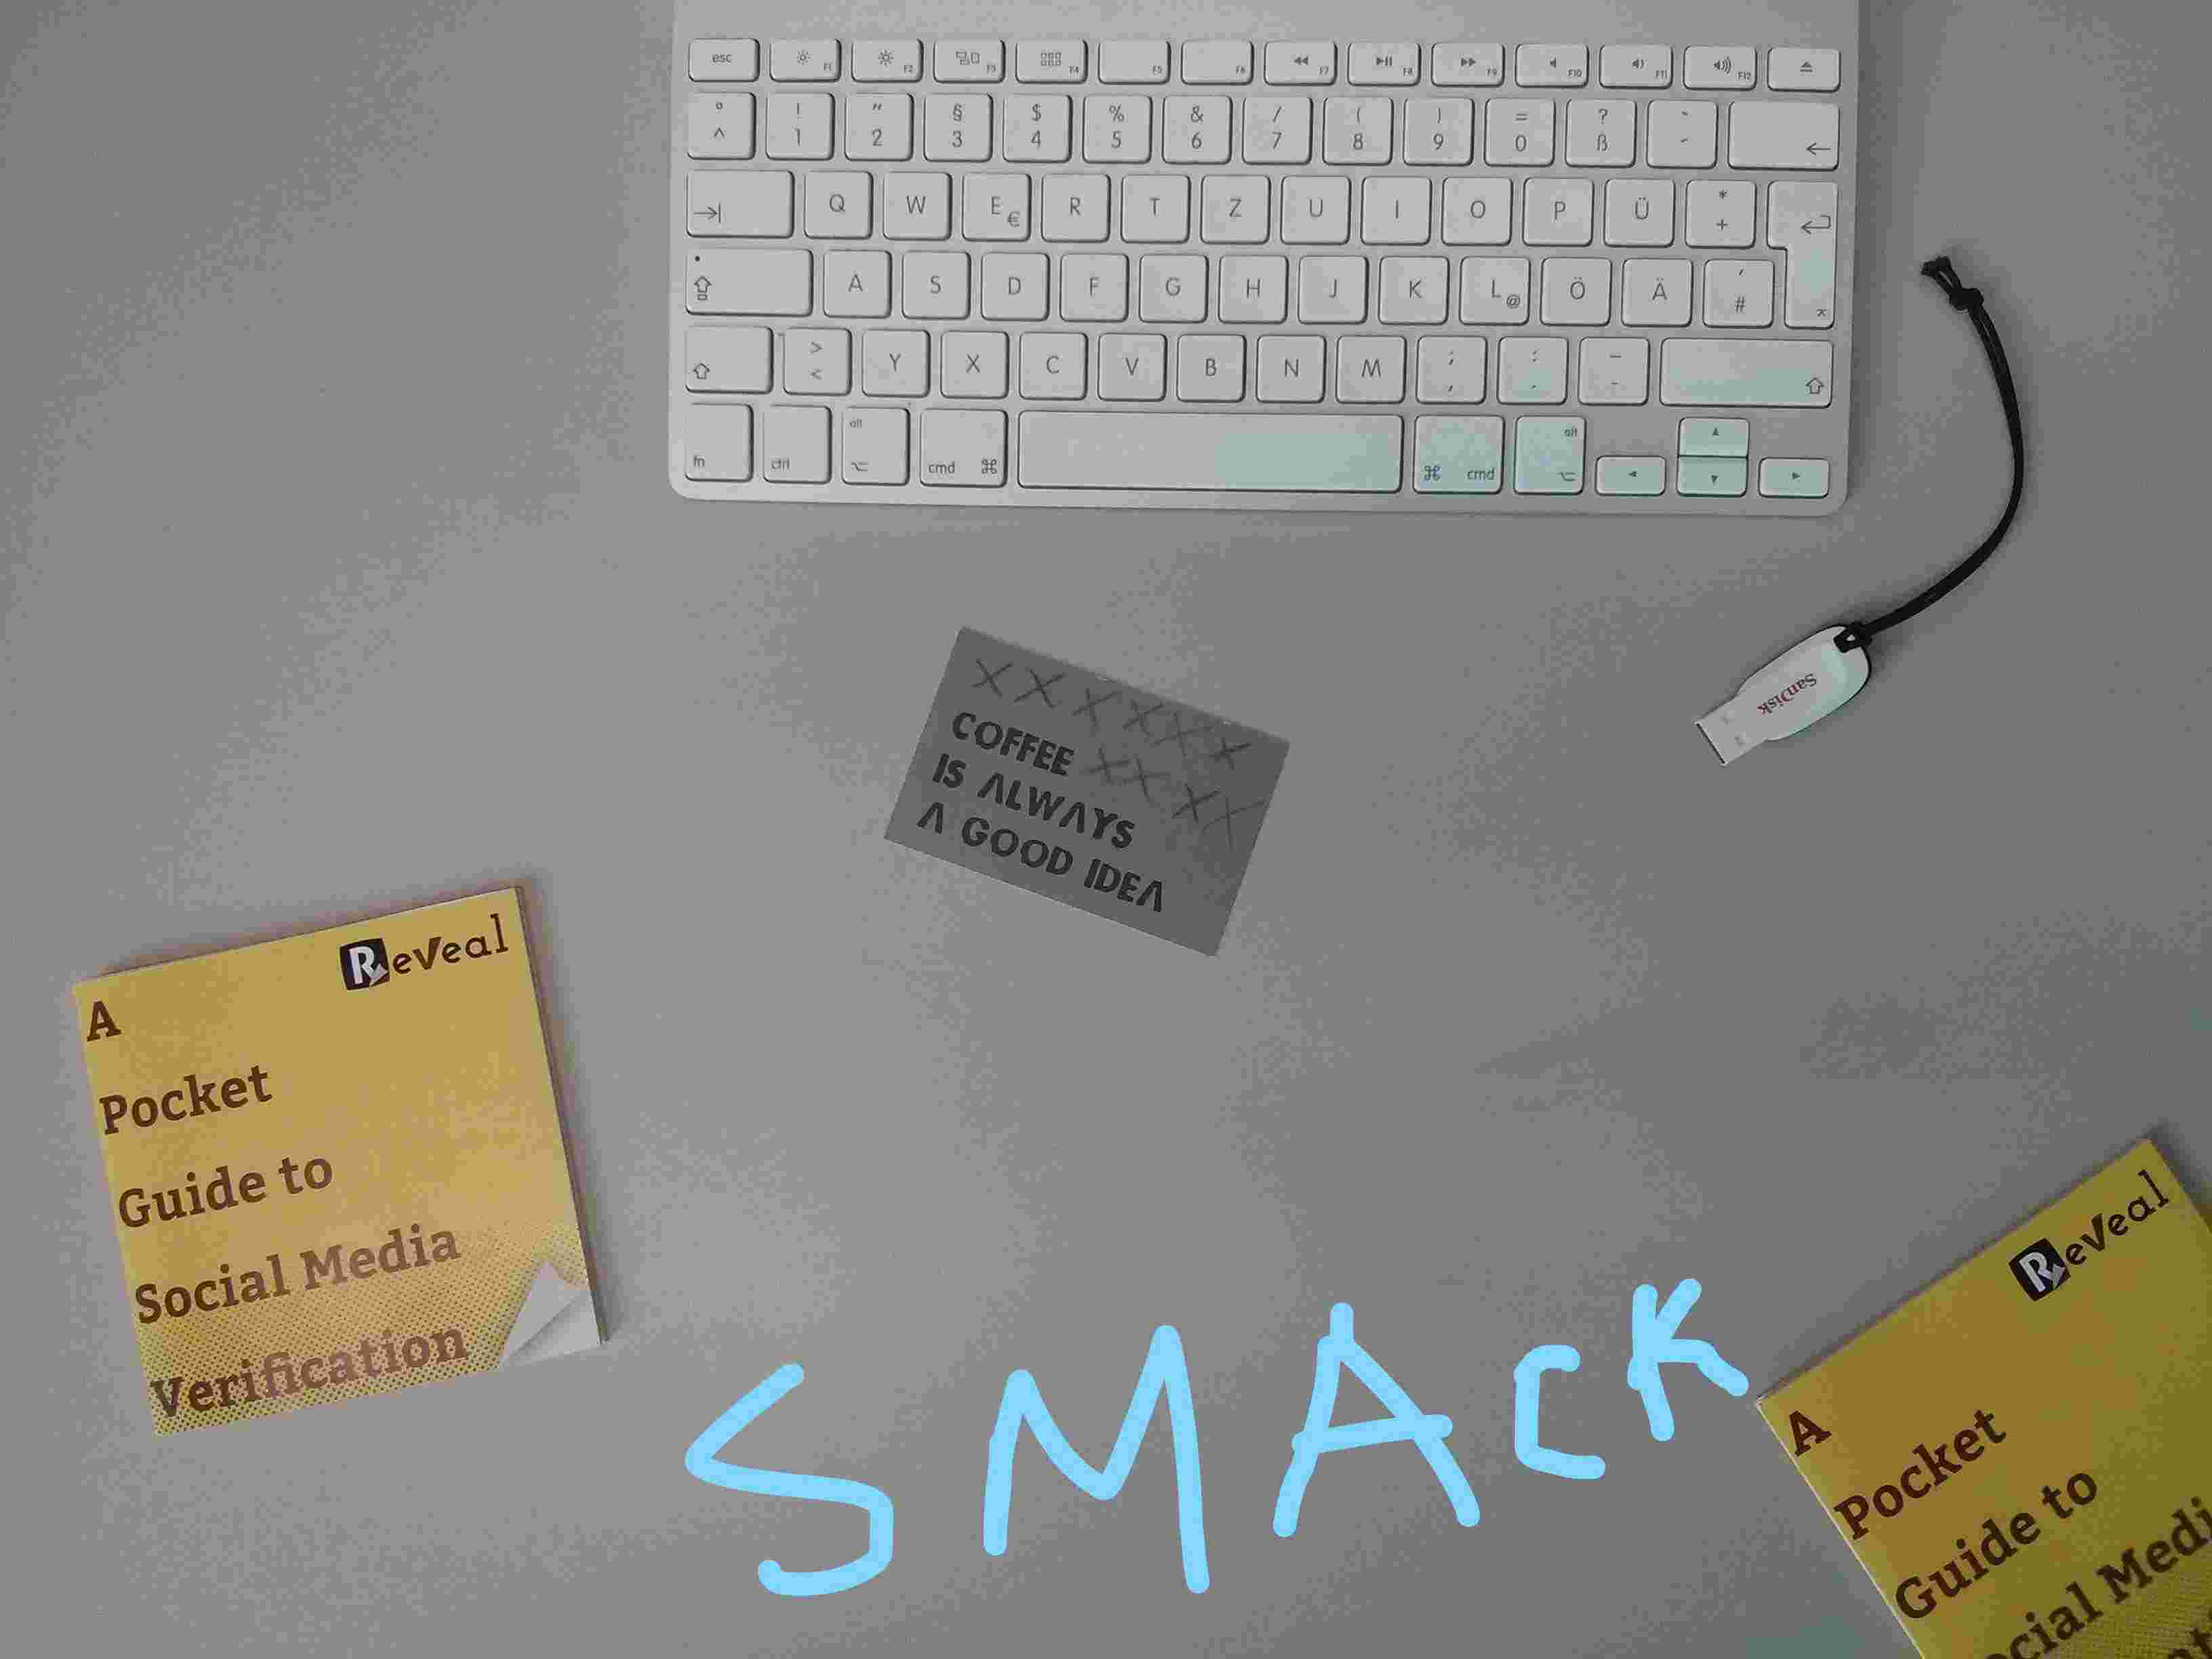 esc F1 F2 F3 F4 F5 F6 F7 F8 F9 F10 F11 F12
° ! " § $ % & / ( ) = ? `
^ 1 2 3 4 5 6 7 8 9 0 ß ´
Q W E € R T Z U I O P Ü * +
A S D F G H J K L @ Ö Ä ' #
> < Y X C V B N M ; , : . _ -
fn ctrl alt ⌥ cmd ⌘ ⌘ cmd alt ⌥
SanDisk
XXXXXX
COFFEE XXXX
IS ALWAYS
A GOOD IDEA
ReVeal
A
Pocket
Guide to
Social Media
Verification
SMACK
ReVeal
A
Pocket
Guide to
ocial Medi